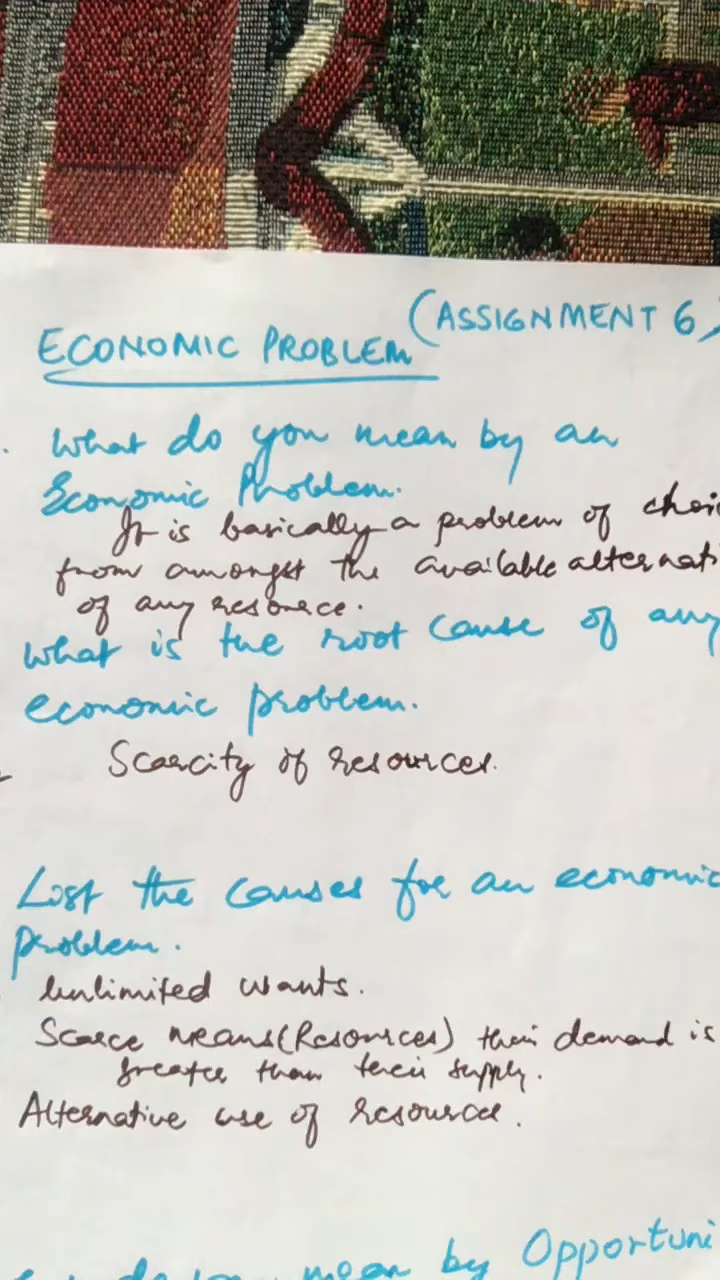 (ASSIGNMENT 6)
ECONOMIC PROBLEM
. What do you mean by an
Economic Problem.
It is basically a problem of choi
from amongst the available alternati
of any resource.
What is the root cause of any
economic problem.
Scarcity of resources.
List the causes for an economic
problem.
Unlimited wants.
Scarce means (Resources) their demand is
greater than their supply.
Alternative use of resources.
mean by Opportuni